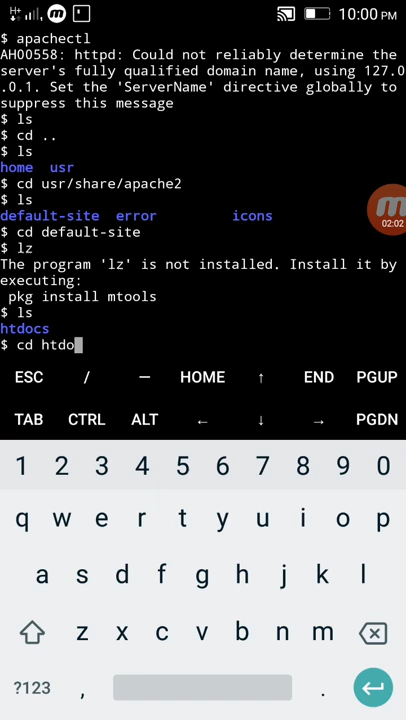 10:00 PM
$ apachectl
AH00558: httpd: Could not reliably determine the
server's fully qualified domain name, using 127.0
.0.1. Set the 'ServerName' directive globally to
suppress this message
$ ls
$ cd ..
$ ls
home usr
$ cd usr/share/apache2
$ ls
default-site error icons
$ cd default-site
$ lz
The program 'lz' is not installed. Install it by
executing:
pkg install mtools
$ ls
htdocs
$ cd htdo
02:02
ESC / — HOME ↑ END PGUP
TAB CTRL ALT ← ↓ → PGDN
1 2 3 4 5 6 7 8 9 0
q w e r t y u i o p
a s d f g h j k l
z x c v b n m
?123 , .